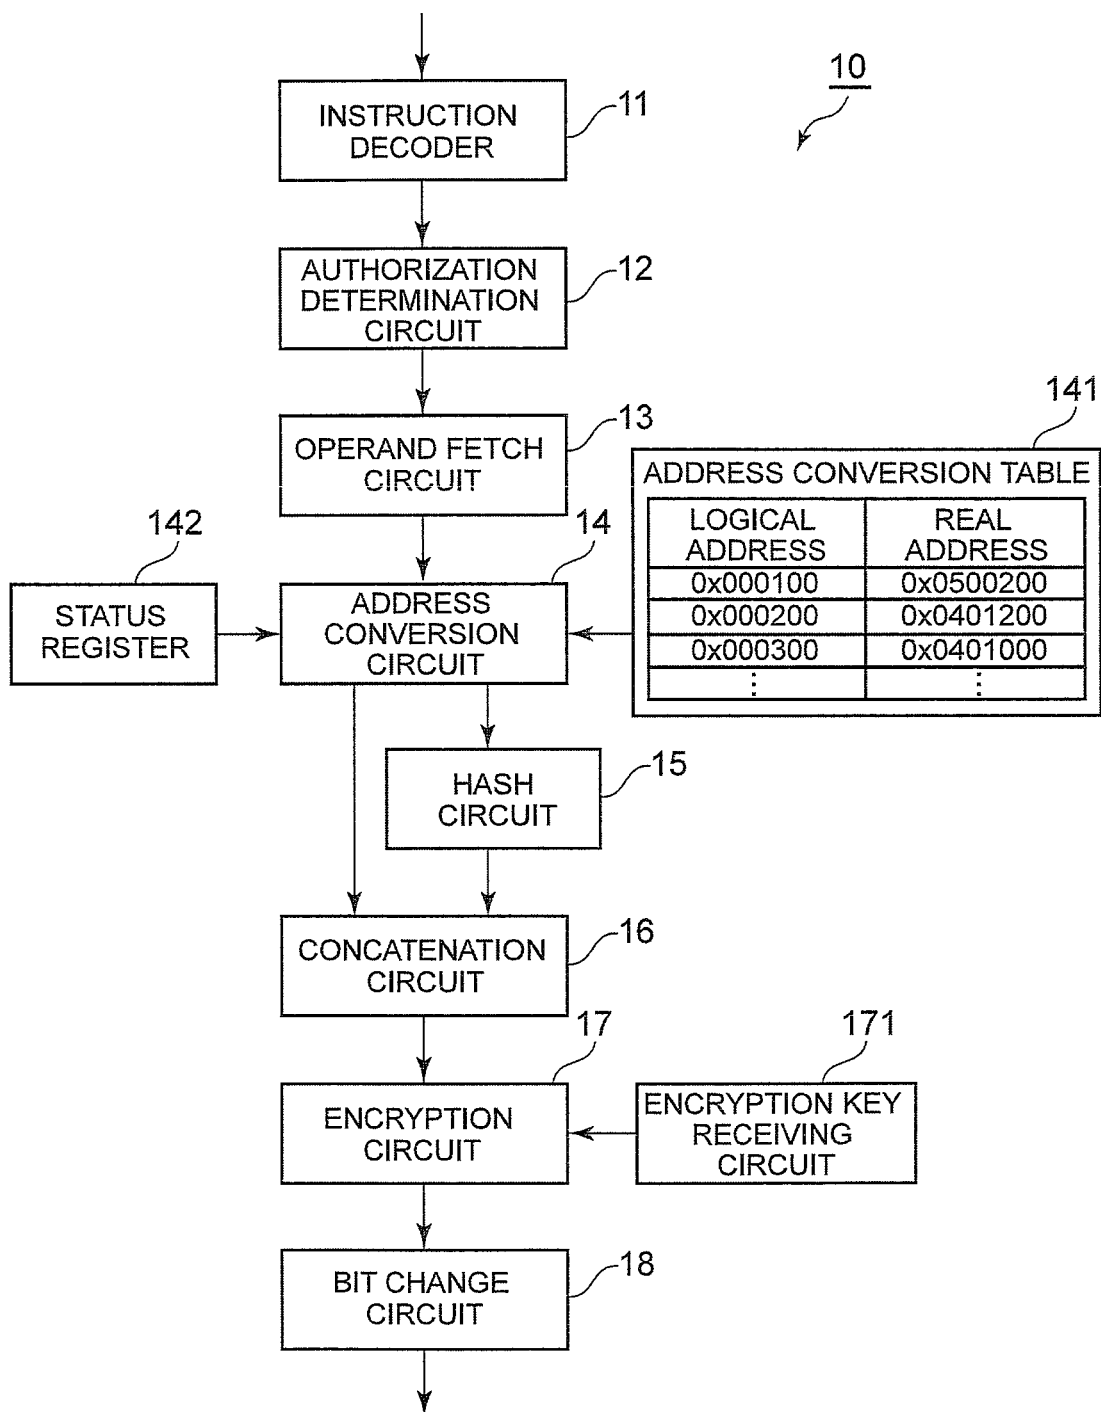 10
INSTRUCTION
DECODER
11
AUTHORIZATION
DETERMINATION
CIRCUIT
12
OPERAND FETCH
CIRCUIT
13
141
ADDRESS CONVERSION TABLE
LOGICAL
ADDRESS
REAL
ADDRESS
0x000100
0x0500200
0x000200
0x0401200
0x000300
0x0401000
⋮
⋮
142
STATUS
REGISTER
14
ADDRESS
CONVERSION
CIRCUIT
HASH
CIRCUIT
15
CONCATENATION
CIRCUIT
16
17
ENCRYPTION
CIRCUIT
171
ENCRYPTION KEY
RECEIVING
CIRCUIT
BIT CHANGE
CIRCUIT
18